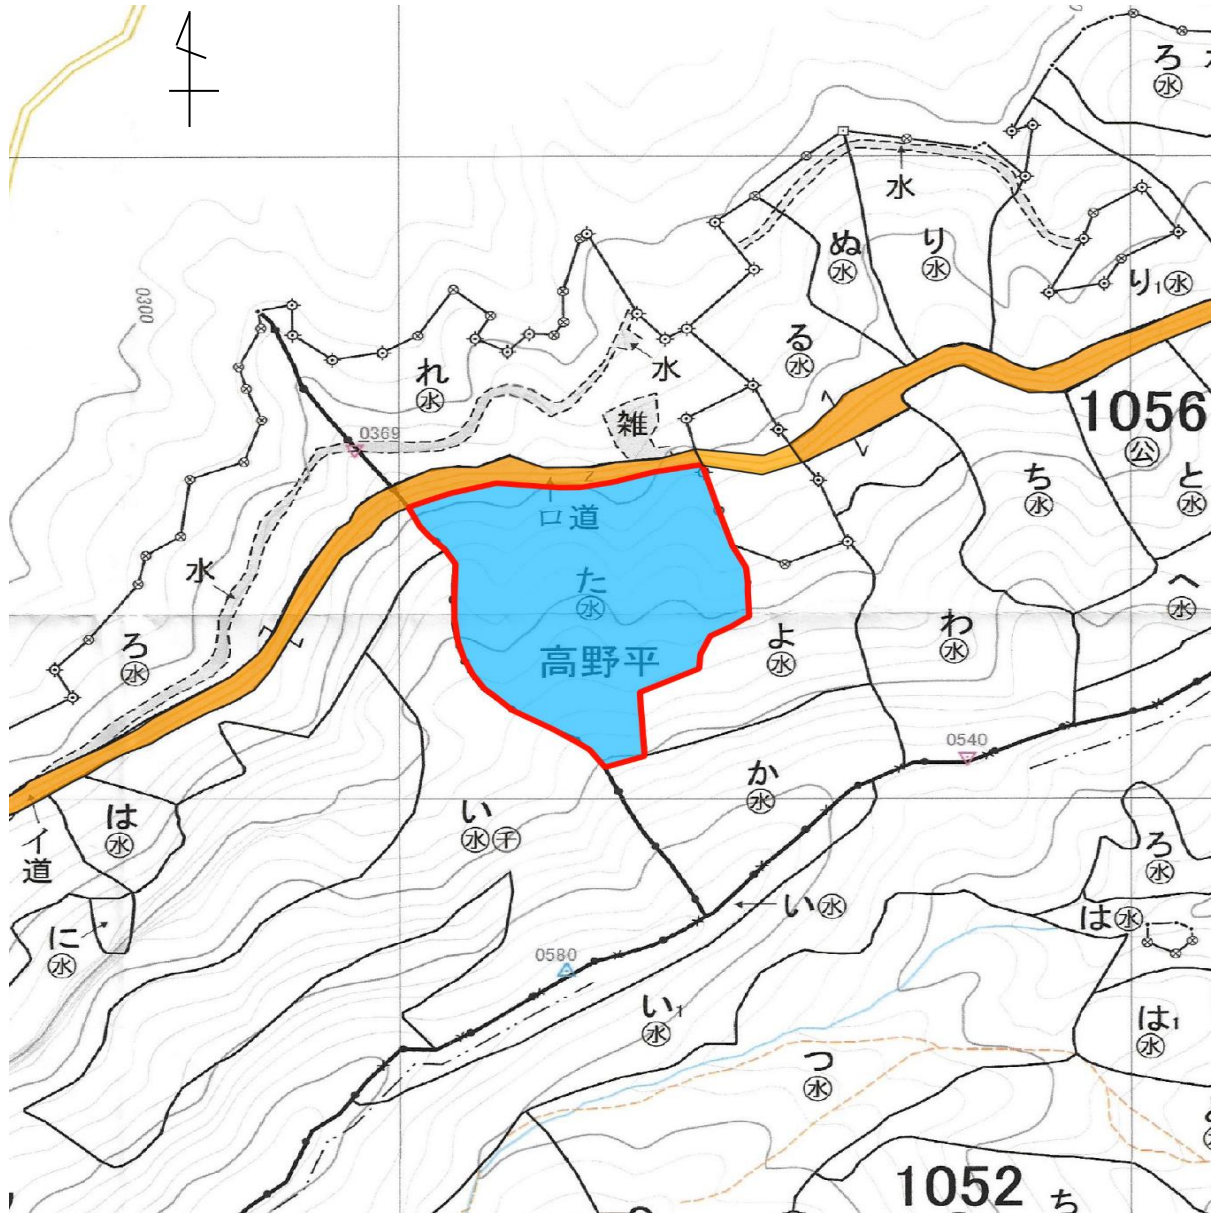 ろ
水
水
ぬ
水
り
水
り1 水
0300
る
水
れ
水
水
雑
1056
公
0369
ち
水
と
水
ロ道
水
た
水
へ
水
ろ
水
わ
水
よ
水
高野平
0540
か
水
い
水
は
水
イ道
ろ
水
い 水
は 水
に
水
0580
い1
水
は1
水
つ
水
1052
ち